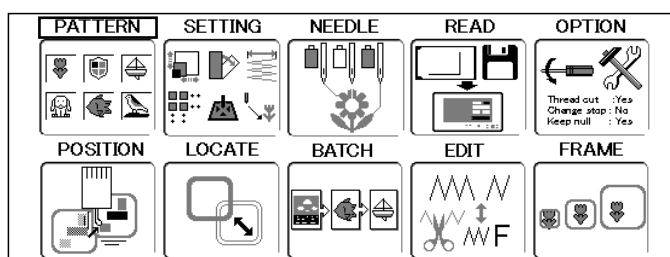 PATTERN SETTING NEEDLE READ OPTION
Thread cut :Yes
Change stop : No
Keep null : Yes
POSITION LOCATE BATCH EDIT FRAME
F